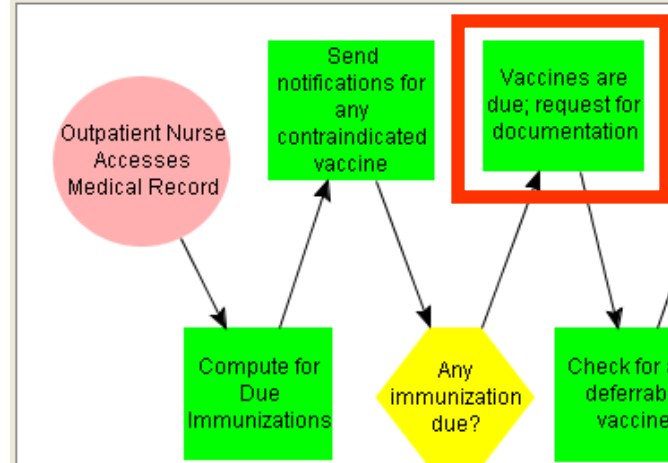 Outpatient Nurse
Accesses
Medical Record
Compute for
Due
Immunizations
Send
notifications for
any
contraindicated
vaccine
Any
immunization
due?
Vaccines are
due; request for
documentation
Check for
deferrab
vaccine